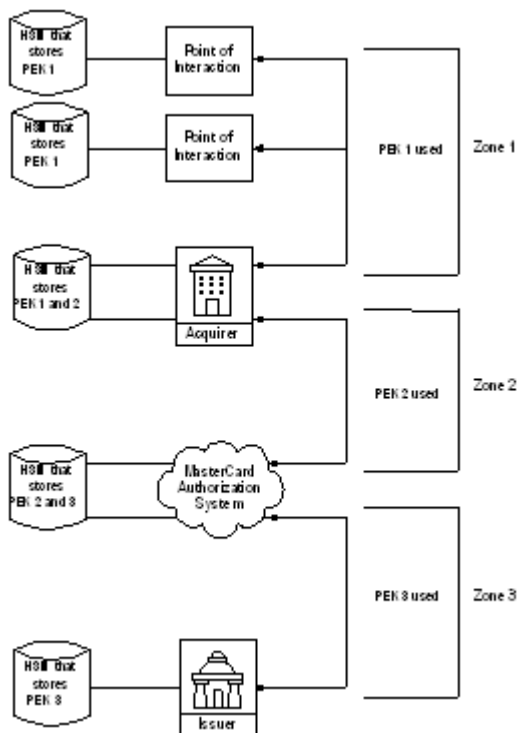 HSM that
stores
PEK 1
Point of
Interaction
HSM that
stores
PEK 1
Point of
Interaction
PEK 1 used
Zone 1
HSM that
stores
PEK 1 and 2
Acquirer
PEK 2 used
Zone 2
HSM that
stores
PEK 2 and 3
MasterCard
Authorization
System
PEK 3 used
Zone 3
HSM that
stores
PEK 3
Issuer